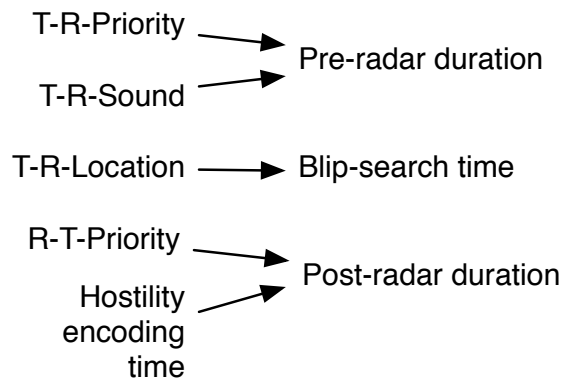 T-R-Priority
Pre-radar duration
T-R-Sound
T-R-Location
Blip-search time
R-T-Priority
Post-radar duration
Hostility
encoding
time